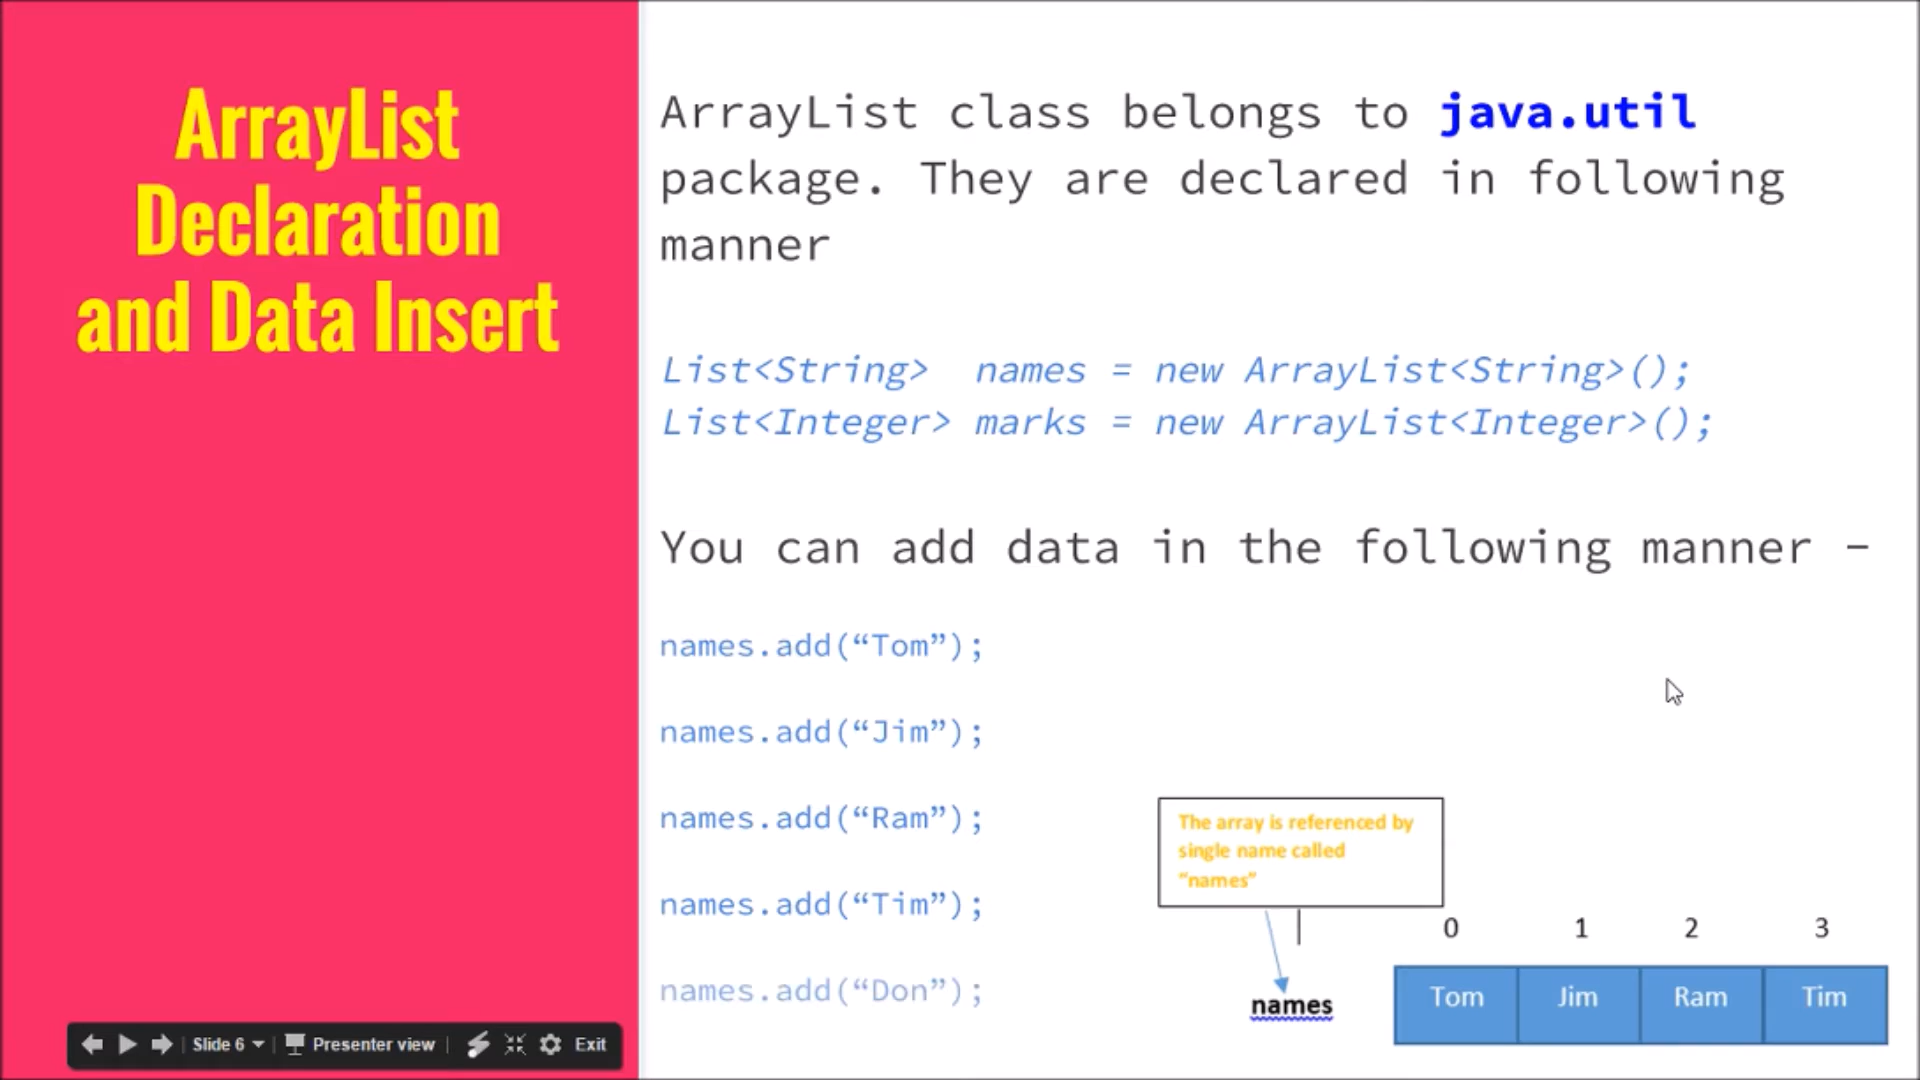 ArrayList
Declaration
and Data Insert
ArrayList class belongs to java.util
package. They are declared in following
manner
List<String>  names = new ArrayList<String>();
List<Integer> marks = new ArrayList<Integer>();
You can add data in the following manner –
names.add(“Tom”);
names.add(“Jim”);
names.add(“Ram”);
names.add(“Tim”);
names.add(“Don”);
The array is referenced by
single name called
“names”
names
0 1 2 3
Tom Jim Ram Tim
Slide 6 Presenter view Exit